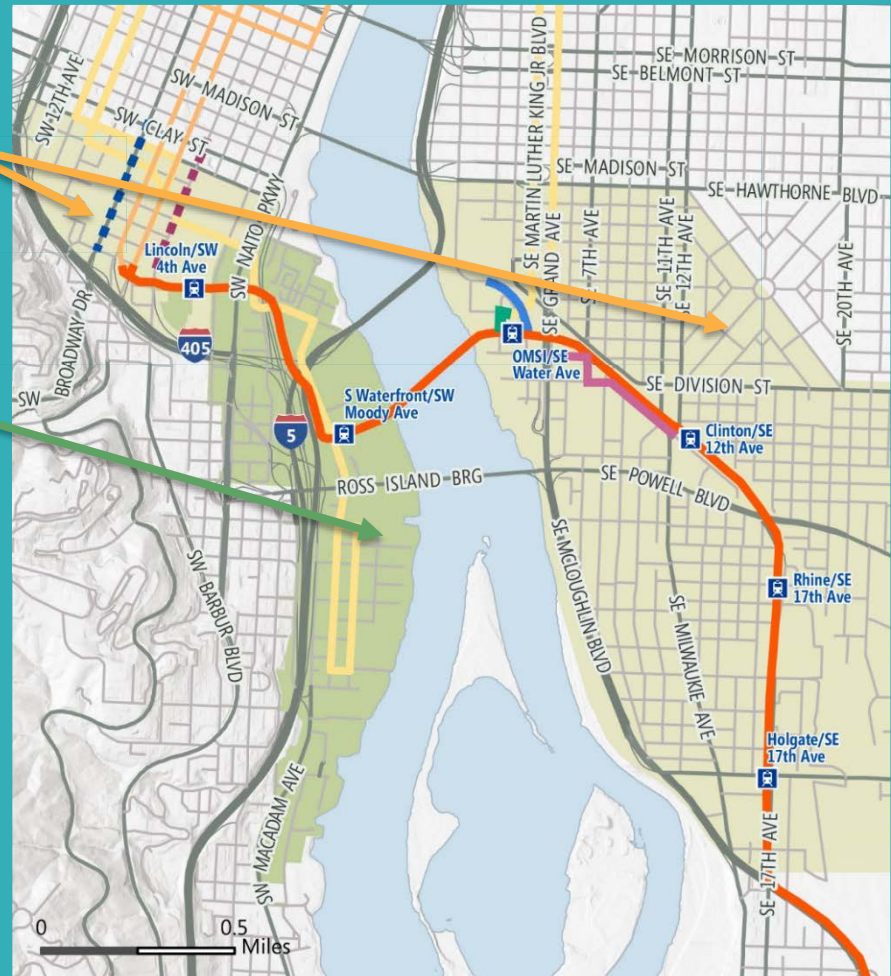 SE MORRISON ST
SE BELMONT ST
SW 12TH AVE
SW MADISON ST
SW CLAY ST
SE MARTIN LUTHER KING JR BLVD
SE GRAND AVE
SE MADISON ST
SE 7TH AVE
SE 11TH AVE
SE 12TH AVE
SE HAWTHORNE BLVD
SE 20TH AVE
SW NAITO PKWY
Lincoln/SW
4th Ave
SW BROADWAY DR
405
OMSI/SE
Water Ave
SE DIVISION ST
S Waterfront/SW
Moody Ave
5
Clinton/SE
12th Ave
ROSS ISLAND BRG
SE POWELL BLVD
SW BARBUR BLVD
SE MCLOUGHLIN BLVD
SE MILWAUKIE AVE
Rhine/SE
17th Ave
Holgate/SE
17th Ave
SW MACADAM AVE
SE 17TH AVE
0 0.5
Miles